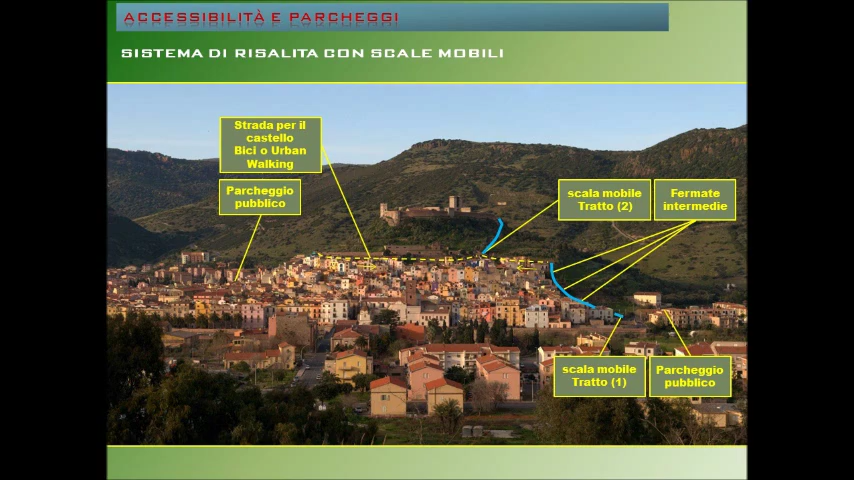 ACCESSIBILITÀ E PARCHEGGI
SISTEMA DI RISALITA CON SCALE MOBILI
Strada per il
castello
Bici o Urban
Walking
Parcheggio
pubblico
scala mobile
Tratto (2)
Fermate
intermedie
scala mobile
Tratto (1)
Parcheggio
pubblico